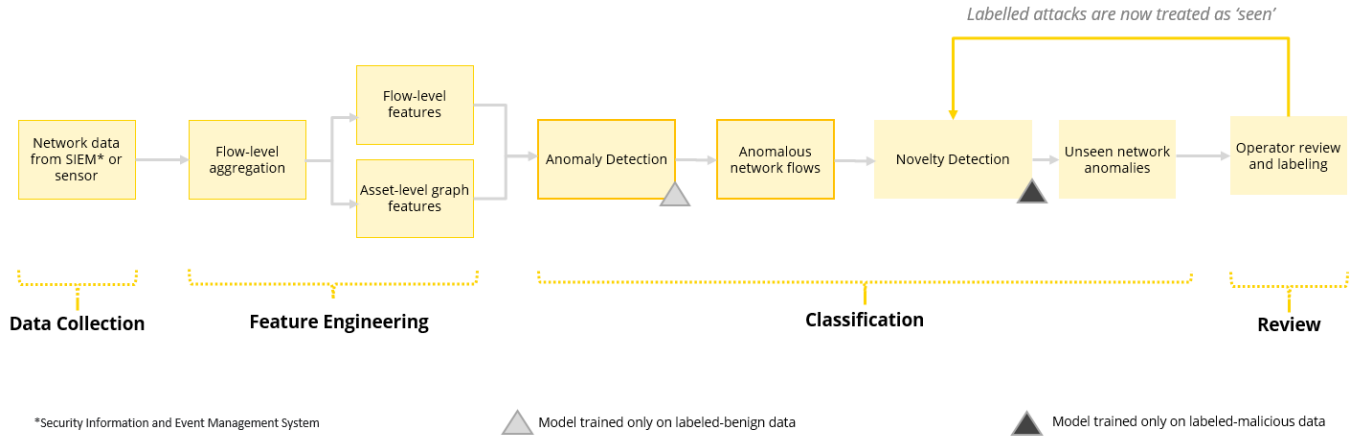 Labelled attacks are now treated as ‘seen’
Network data
from SIEM* or
sensor
Flow-level
aggregation
Flow-level
features
Asset-level graph
features
Anomaly Detection
Anomalous
network flows
Novelty Detection
Unseen network
anomalies
Operator review
and labeling
Data Collection
Feature Engineering
Classification
Review
*Security Information and Event Management System
Model trained only on labeled-benign data
Model trained only on labeled-malicious data